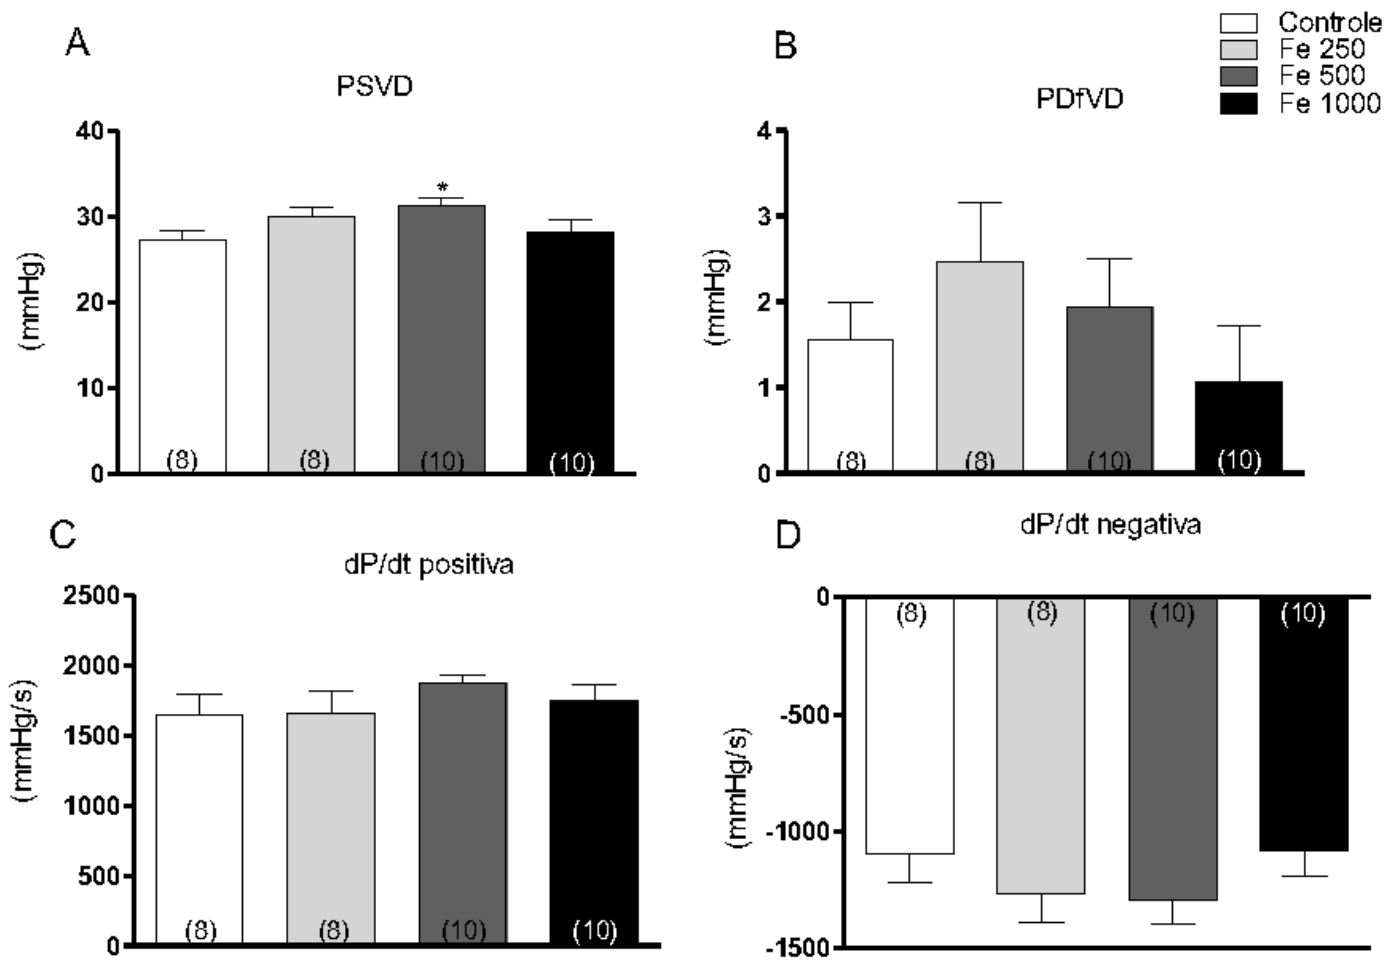 A
PSVD
40
30
20
10
0
(mmHg)
*
(8)
(8)
(10)
(10)
B
PDfVD
4
3
2
1
0
(mmHg)
(8)
(8)
(10)
(10)
Controle
Fe 250
Fe 500
Fe 1000
C
dP/dt positiva
2500
2000
1500
1000
500
0
(mmHg/s)
(8)
(8)
(10)
(10)
D
dP/dt negativa
0
-500
-1000
-1500
(mmHg/s)
(8)
(8)
(10)
(10)